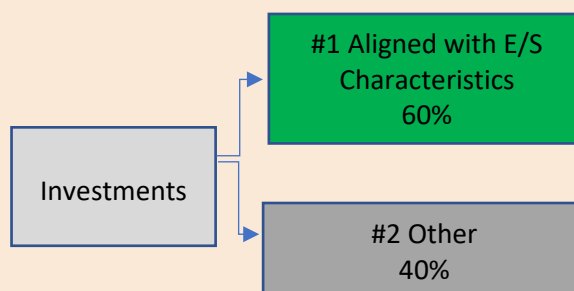 #1 Aligned with E/S
Characteristics
60%
Investments
#2 Other
40%